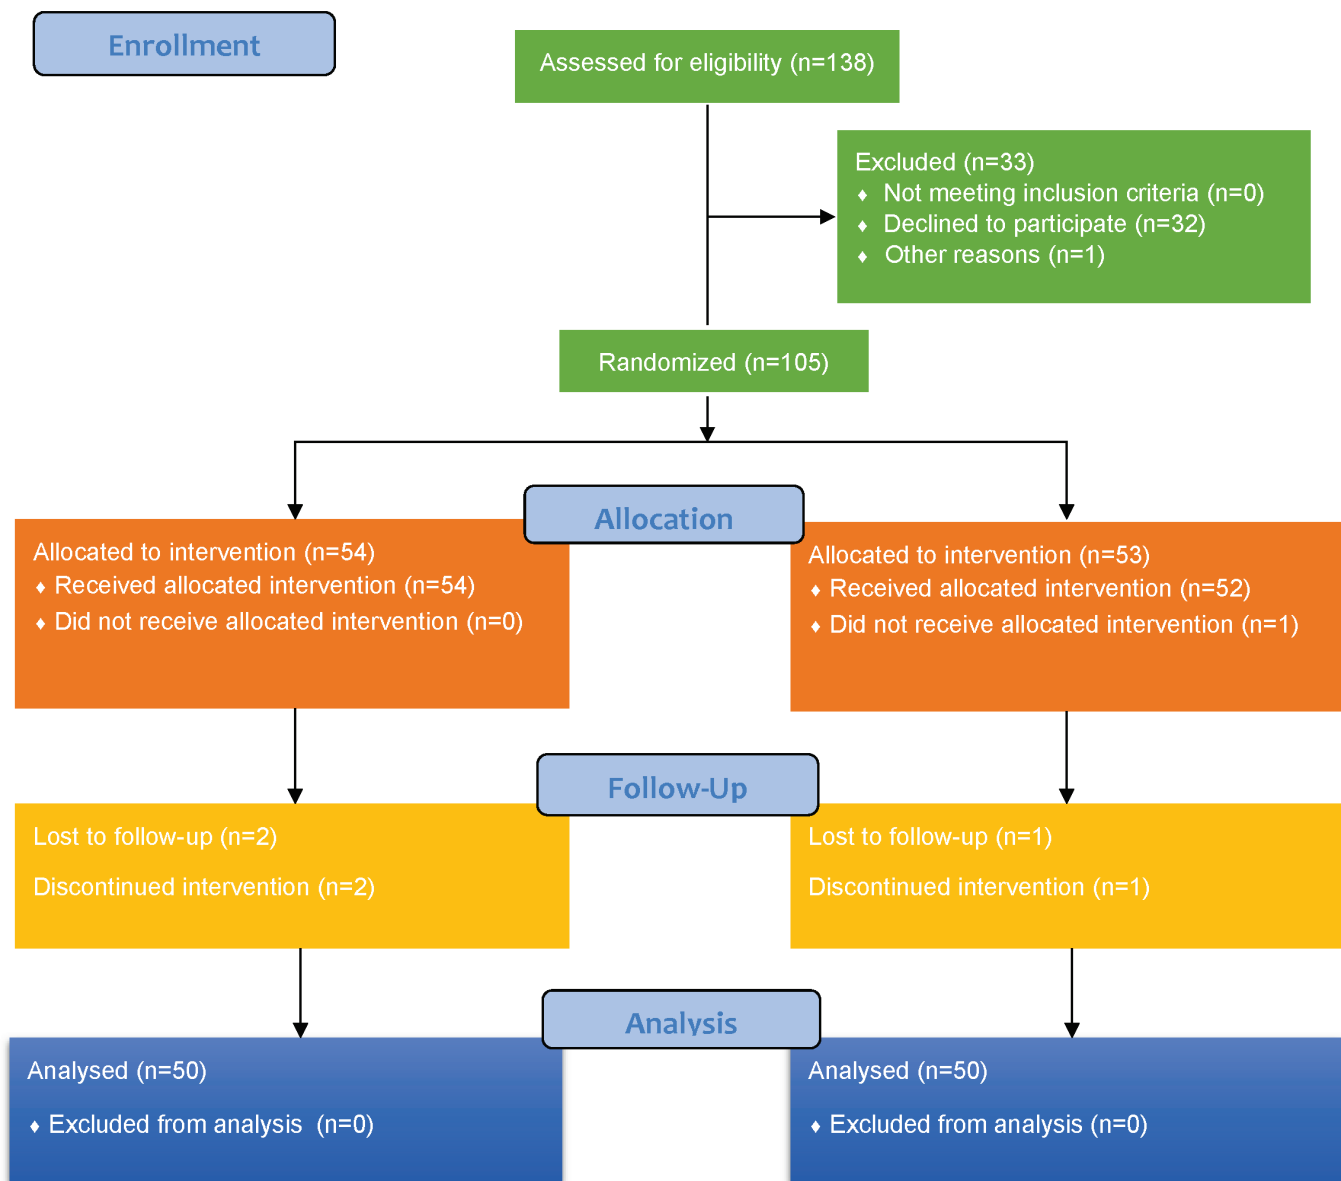 Enrollment
Assessed for eligibility (n=138)
Excluded (n=33)
♦ Not meeting inclusion criteria (n=0)
♦ Declined to participate (n=32)
♦ Other reasons (n=1)
Randomized (n=105)
Allocation
Allocated to intervention (n=54)
♦ Received allocated intervention (n=54)
♦ Did not receive allocated intervention (n=0)
Allocated to intervention (n=53)
♦ Received allocated intervention (n=52)
♦ Did not receive allocated intervention (n=1)
Follow-Up
Lost to follow-up (n=2)
Discontinued intervention (n=2)
Lost to follow-up (n=1)
Discontinued intervention (n=1)
Analysis
Analysed (n=50)
♦ Excluded from analysis (n=0)
Analysed (n=50)
♦ Excluded from analysis (n=0)